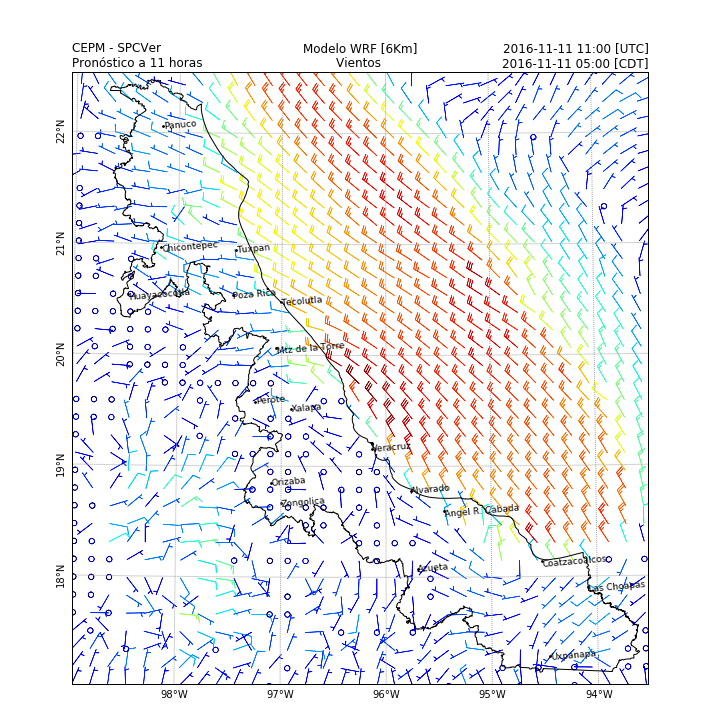 CEPM - SPCVer Modelo WRF [6Km] 2016-11-11 11:00 [UTC]
Pronóstico a 11 horas Vientos 2016-11-11 05:00 [CDT]
22°N
Panuco
21°N
Chicontepec
Tuxpan
Huayacocotla
Poza Rica
Tecolutla
20°N
Mtz de la Torre
Perote
Xalapa
Veracruz
19°N
Orizaba
Alvarado
Zongolica
Angel R. Cabada
18°N
Azueta
Coatzacoalcos
Las Choapas
Uxpanapa
98°W 97°W 96°W 95°W 94°W